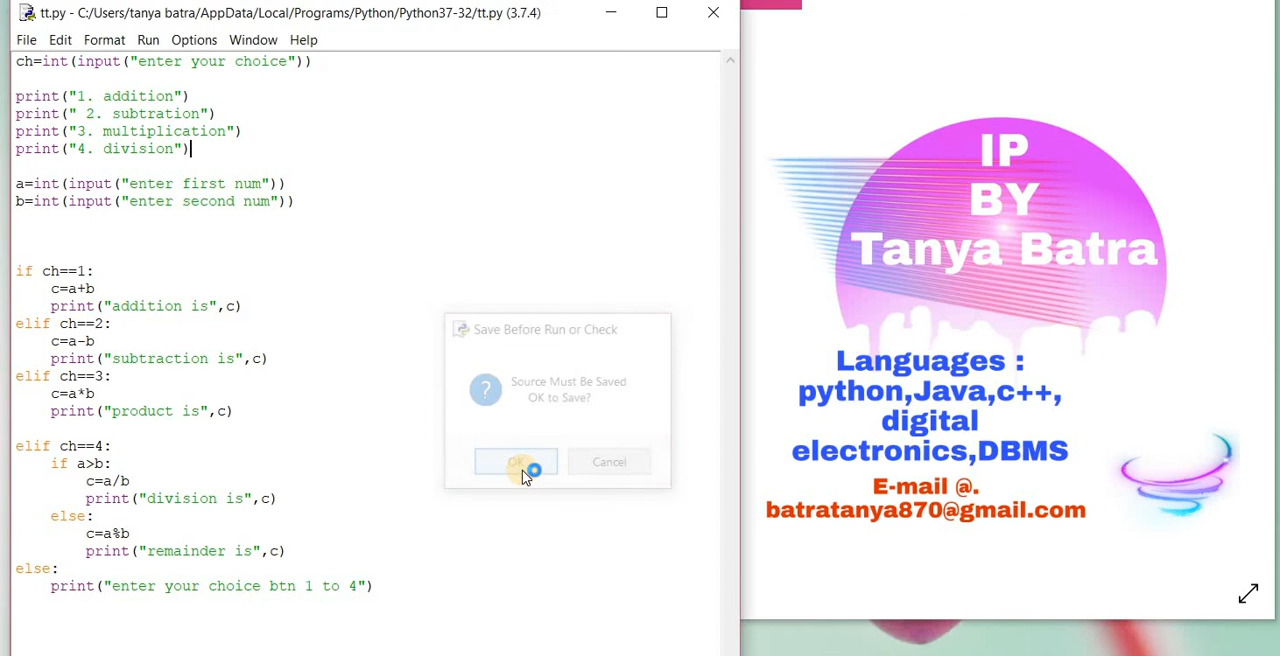 tt.py - C:/Users/tanya batra/AppData/Local/Programs/Python/Python37-32/tt.py (3.7.4)
File Edit Format Run Options Window Help
ch=int(input("enter your choice"))
print("1. addition")
print(" 2. subtration")
print("3. multiplication")
print("4. division")
a=int(input("enter first num"))
b=int(input("enter second num"))
if ch==1:
    c=a+b
    print("addition is",c)
elif ch==2:
    c=a-b
    print("subtraction is",c)
elif ch==3:
    c=a*b
    print("product is",c)
elif ch==4:
    if a>b:
        c=a/b
        print("division is",c)
    else:
        c=a%b
        print("remainder is",c)
else:
    print("enter your choice btn 1 to 4")
Save Before Run or Check
?
Source Must Be Saved
OK to Save?
OK Cancel
IP
BY
Tanya Batra
Languages :
python,Java,c++,
digital
electronics,DBMS
E-mail @.
batratanya870@gmail.com